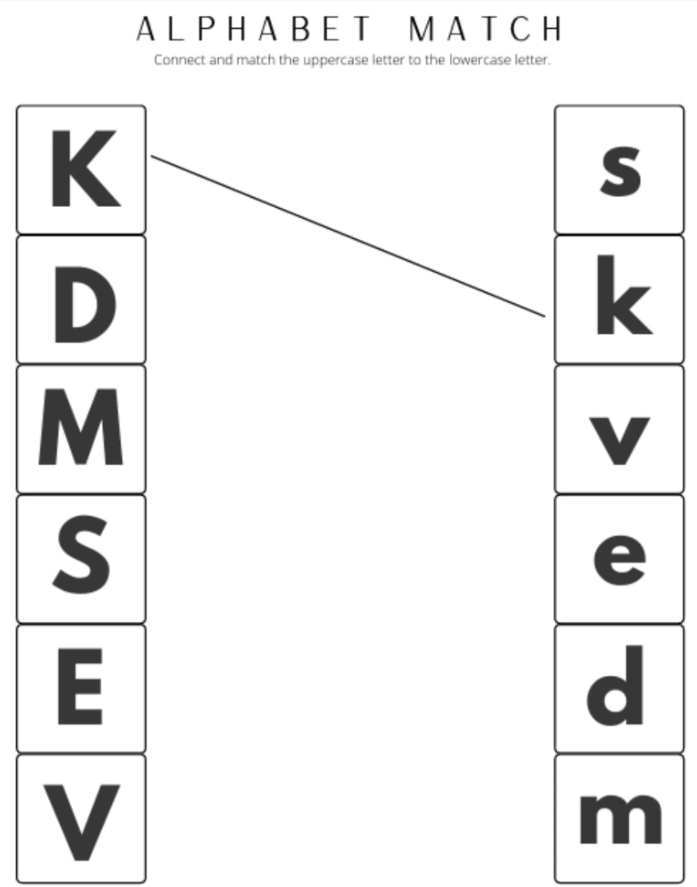 ALPHABET MATCH
Connect and match the uppercase letter to the lowercase letter.
K s
D k
M v
S e
E d
V m